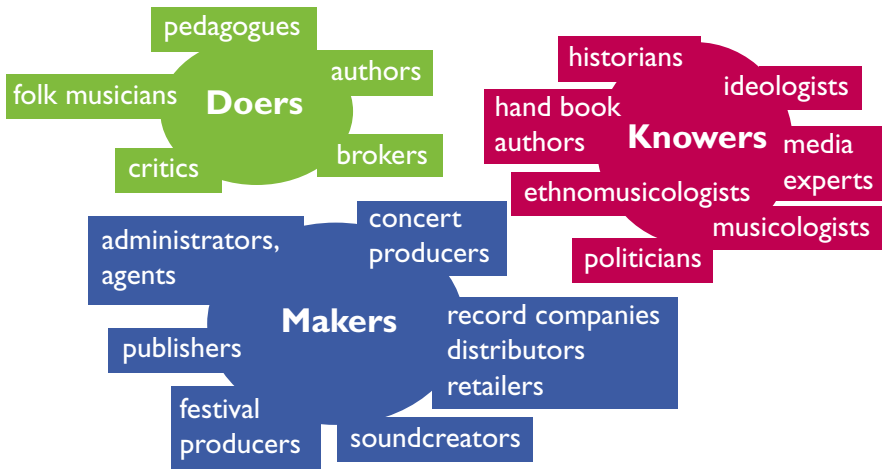 pedagogues
authors
folk musicians
Doers
brokers
critics
historians
ideologists
hand book
authors
Knowers
media
experts
ethnomusicologists
musicologists
politicians
concert
producers
administrators,
agents
Makers
record companies
distributors
retailers
publishers
festival
producers
soundcreators